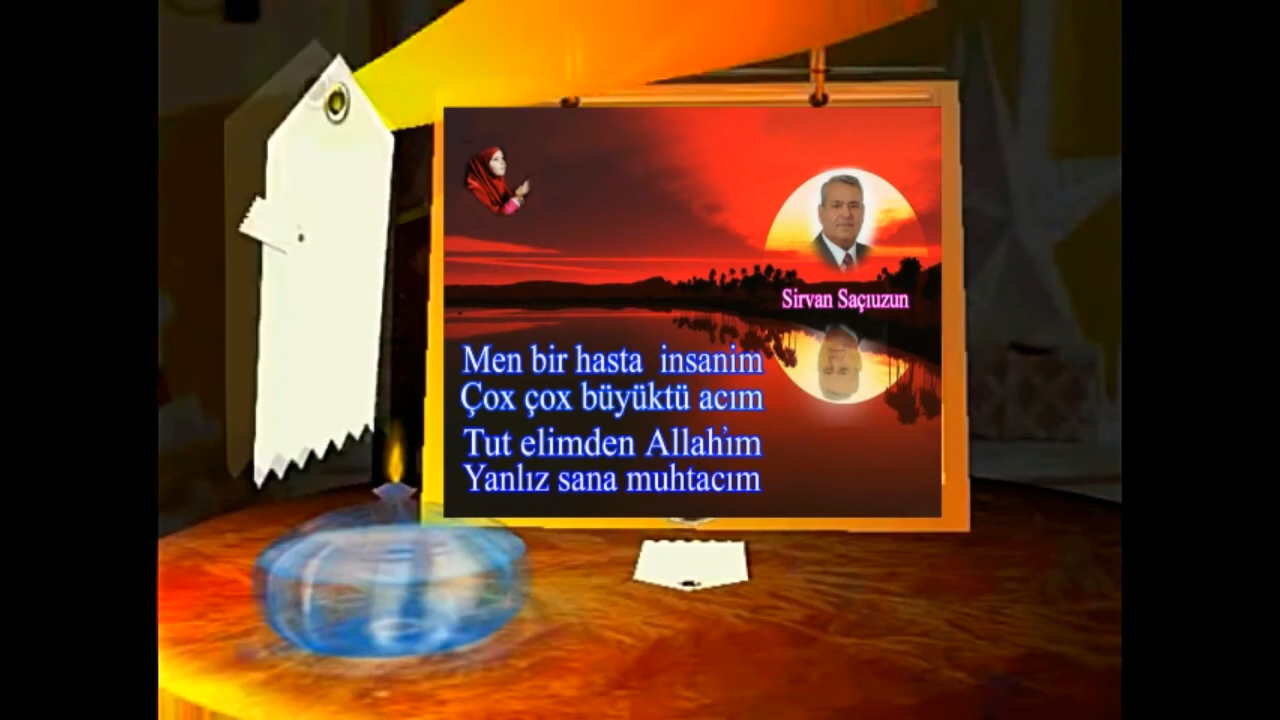 Sirvan Saçıuzun
Men bir hasta insanim
Çox çox büyüktü acım
Tut elimden Allah'ım
Yanlız sana muhtacım